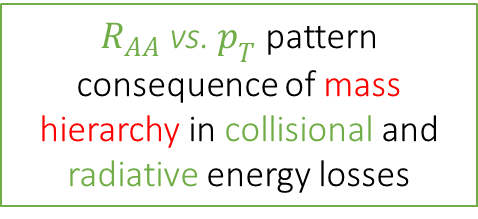 R_AA vs. p_T pattern
consequence of mass
hierarchy in collisional and
radiative energy losses